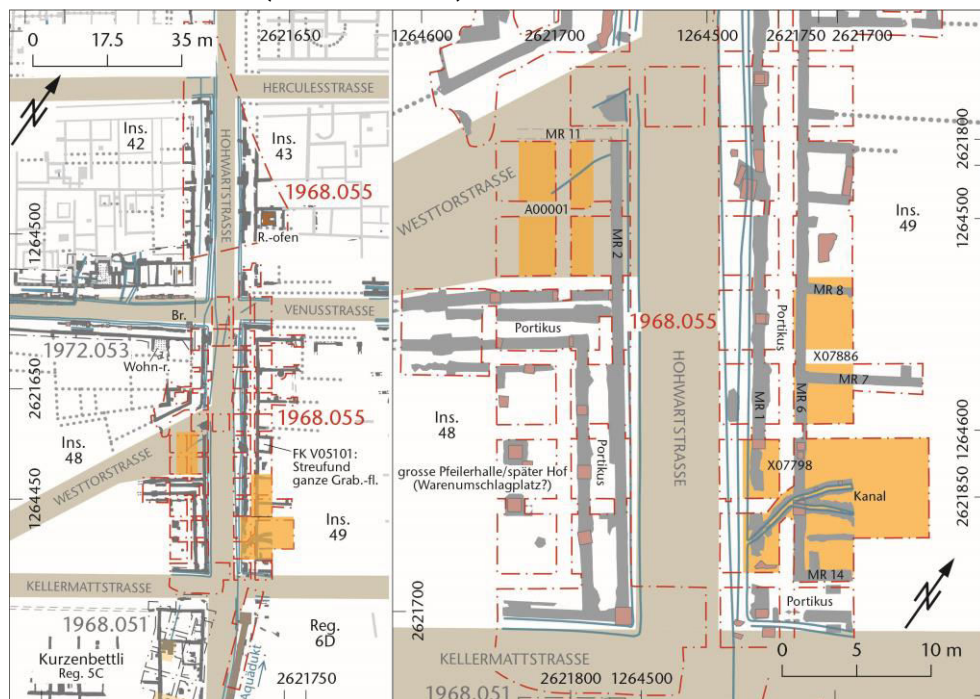 0 17.5 35 m
2621650
HERCULESSTRASSE
Ins.
42
HOHWARTSTRASSE
Ins.
43
1968.055
R.-ofen
1264500
Br.
VENUSSTRASSE
1972.053
Wohn-r.
2621650
1968.055
Ins.
48
FK V05101:
Streufund
ganze Grab.-fl.
WESTTORSTRASSE
1264450
Ins.
49
KELLERMATTSTRASSE
1968.051
Kurzenbettli
Reg. 5C
Reg.
6D
Aquädukt
2621750
1264600
2621700
1264500
2621750
2621700
MR 11
2621800
WESTTORSTRASSE
A00001
MR 2
1264500
Ins.
49
MR 8
Portikus
1968.055
Portikus
X07886
MR 7
HOHWARTSTRASSE
MR 1
MR 6
1264600
Ins.
48
grosse Pfeilerhalle/später Hof
(Warenumschlagplatz?)
Portikus
X07798
Kanal
2621850
MR 14
2621700
Portikus
KELLERMATTSTRASSE
0 5 10 m
1968.051
2621800
1264500